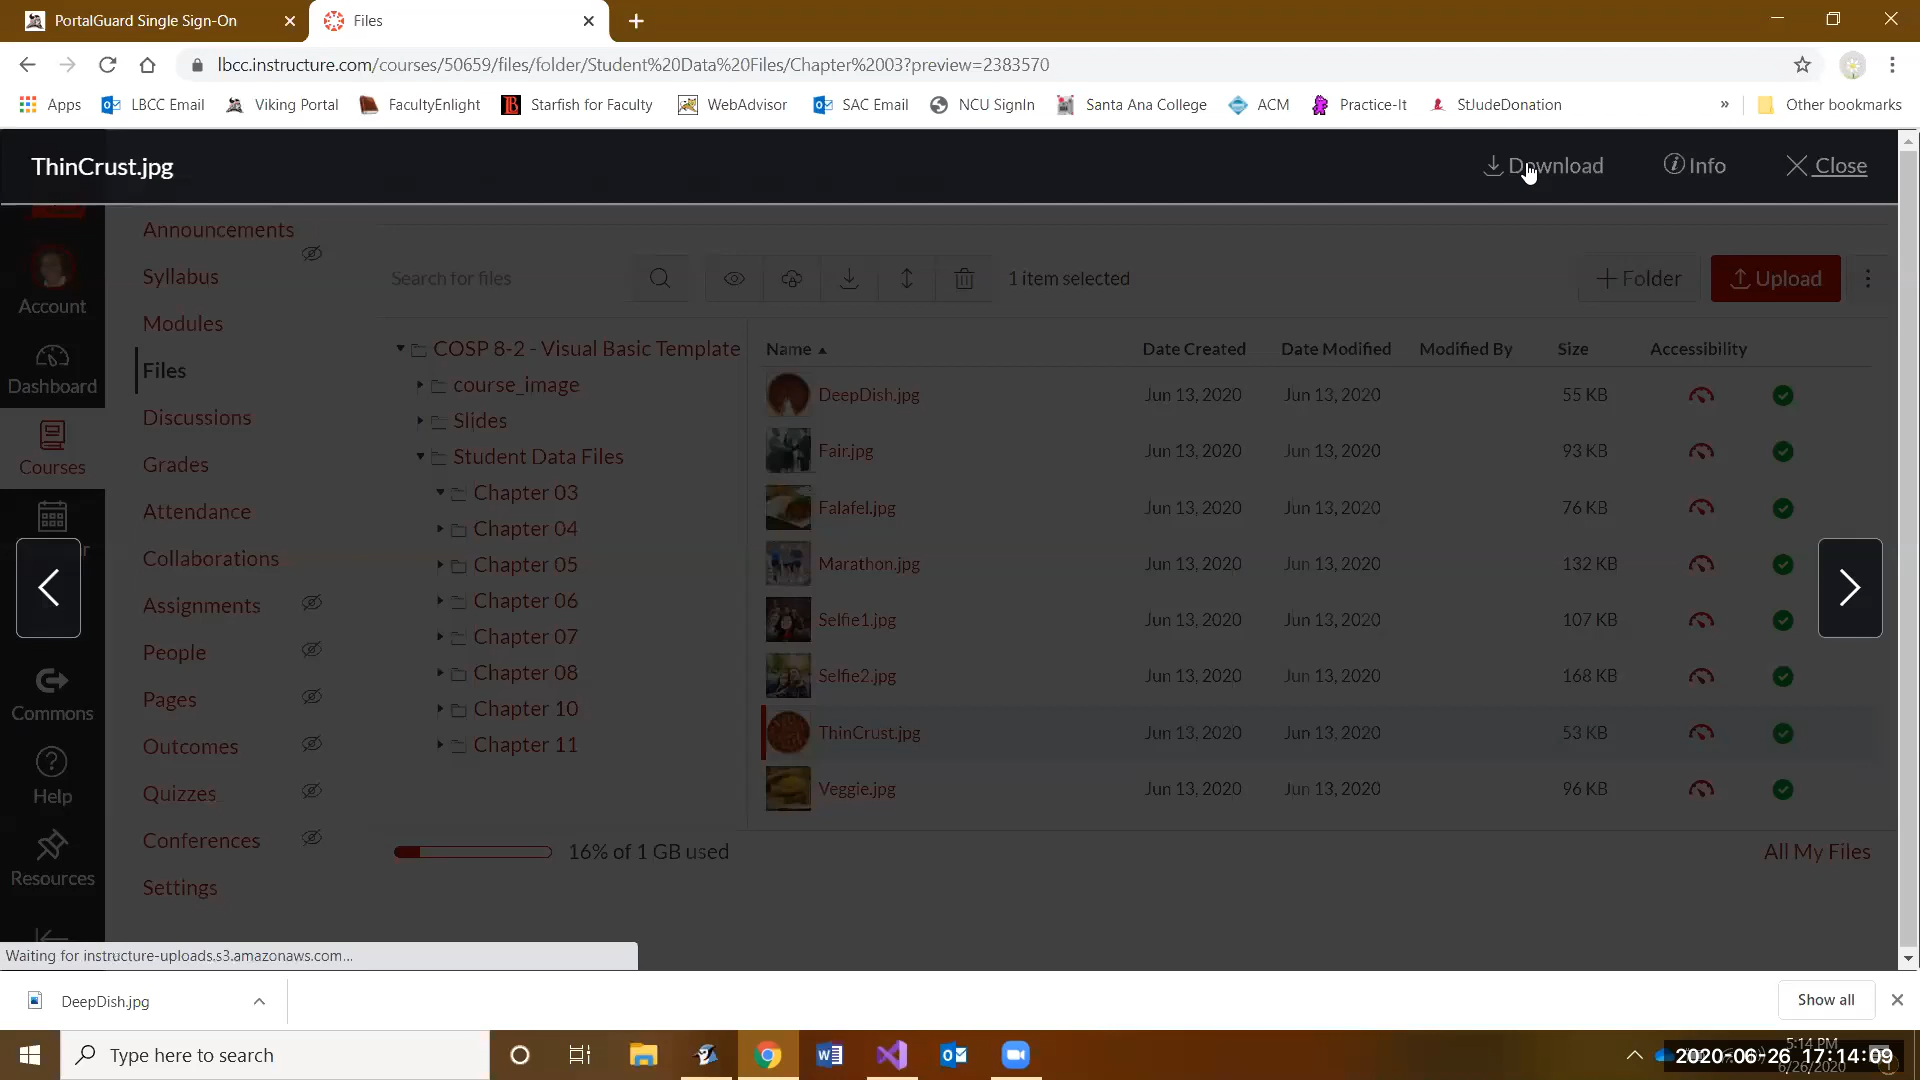 PortalGuard Single Sign-On
Files
lbcc.instructure.com/courses/50659/files/folder/Student%20Data%20Files/Chapter%2003?preview=2383570
Apps LBCC Email Viking Portal FacultyEnlight Starfish for Faculty WebAdvisor SAC Email NCU SignIn Santa Ana College ACM Practice-It StJudeDonation » Other bookmarks
ThinCrust.jpg
Download
Info
Close
Account
Dashboard
Courses
Commons
Help
Resources
Announcements
Syllabus
Modules
Files
Discussions
Grades
Attendance
Collaborations
Assignments
People
Pages
Outcomes
Quizzes
Conferences
Settings
Search for files
1 item selected
Folder
Upload
COSP 8-2 - Visual Basic Template
course_image
Slides
Student Data Files
Chapter 03
Chapter 04
Chapter 05
Chapter 06
Chapter 07
Chapter 08
Chapter 10
Chapter 11
Name Date Created Date Modified Modified By Size Accessibility
DeepDish.jpg Jun 13, 2020 Jun 13, 2020 55 KB
Fair.jpg Jun 13, 2020 Jun 13, 2020 93 KB
Falafel.jpg Jun 13, 2020 Jun 13, 2020 76 KB
Marathon.jpg Jun 13, 2020 Jun 13, 2020 132 KB
Selfie1.jpg Jun 13, 2020 Jun 13, 2020 107 KB
Selfie2.jpg Jun 13, 2020 Jun 13, 2020 168 KB
ThinCrust.jpg Jun 13, 2020 Jun 13, 2020 53 KB
Veggie.jpg Jun 13, 2020 Jun 13, 2020 96 KB
16% of 1 GB used
All My Files
Waiting for instructure-uploads.s3.amazonaws.com...
DeepDish.jpg
Show all
Type here to search
5:14 PM
2020-06-26 17:14:09
6/26/2020